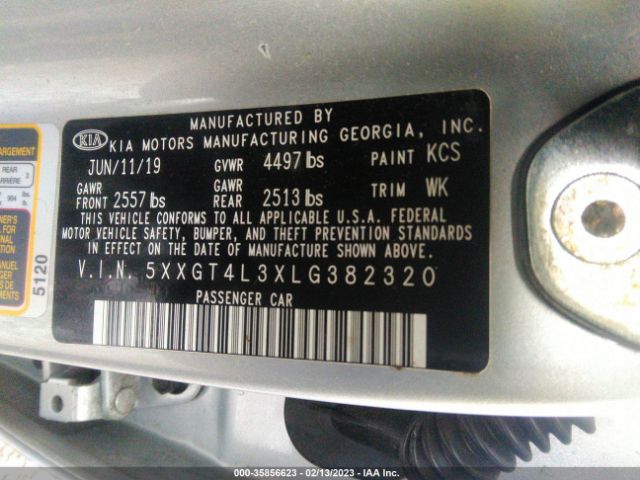 MANUFACTURED BY
KIA KIA MOTORS MANUFACTURING GEORGIA, INC.
JUN/11/19 GVWR 4497 lbs PAINT KCS
GAWR FRONT 2557 lbs GAWR REAR 2513 lbs TRIM WK
THIS VEHICLE CONFORMS TO ALL APPLICABLE U.S.A. FEDERAL
MOTOR VEHICLE SAFETY, BUMPER, AND THEFT PREVENTION STANDARDS
IN EFFECT ON THE DATE OF MANUFACTURE SHOWN ABOVE.
V.I.N. 5XXGT4L3XLG382320
PASSENGER CAR
REAR
5120
000-35856623 - 02/13/2023 - IAA Inc.